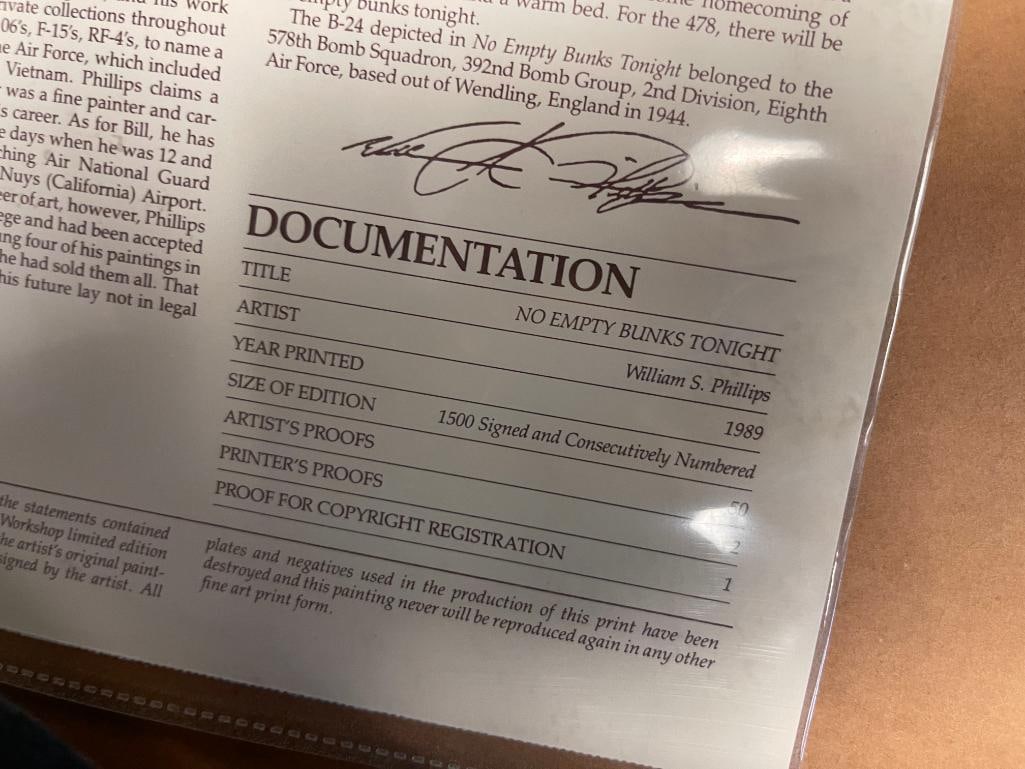 his work
ivate collections throughout
06's, F-15's, RF-4's, to name a
e Air Force, which included
Vietnam. Phillips claims a
was a fine painter and car-
s career. As for Bill, he has
e days when he was 12 and
ching Air National Guard
Nuys (California) Airport.
eer of art, however, Phillips
ege and had been accepted
ng four of his paintings in
he had sold them all. That
his future lay not in legal
homecoming of
a warm bed. For the 478, there will be
empty bunks tonight.
The B-24 depicted in No Empty Bunks Tonight belonged to the
578th Bomb Squadron, 392nd Bomb Group, 2nd Division, Eighth
Air Force, based out of Wendling, England in 1944.
DOCUMENTATION
TITLE NO EMPTY BUNKS TONIGHT
ARTIST William S. Phillips
YEAR PRINTED 1989
SIZE OF EDITION 1500 Signed and Consecutively Numbered
ARTIST'S PROOFS 50
PRINTER'S PROOFS 2
PROOF FOR COPYRIGHT REGISTRATION 1
the statements contained
Workshop limited edition
he artist's original paint-
signed by the artist. All
plates and negatives used in the production of this print have been
destroyed and this painting never will be reproduced again in any other
fine art print form.